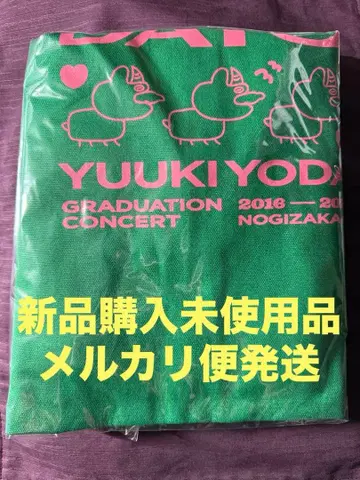 YUUKI YODA
GRADUATION 2016 — 20
CONCERT NOGIZAKA
新品購入未使用品
メルカリ便発送